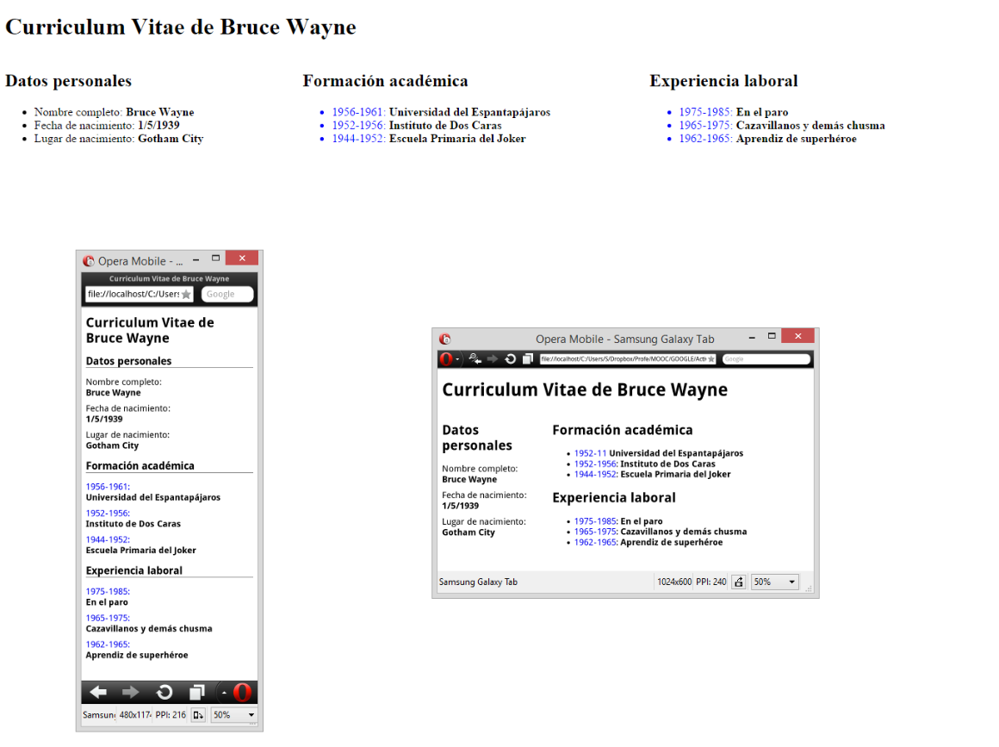 Curriculum Vitae de Bruce Wayne
Datos personales
Nombre completo: Bruce Wayne
Fecha de nacimiento: 1/5/1939
Lugar de nacimiento: Gotham City
Formación académica
1956-1961: Universidad del Espantapájaros
1952-1956: Instituto de Dos Caras
1944-1952: Escuela Primaria del Joker
Experiencia laboral
1975-1985: En el paro
1965-1975: Cazavillanos y demás chusma
1962-1965: Aprendiz de superhéroe
Opera Mobile - ...
Curriculum Vitae de Bruce Wayne
file://localhost/C:/Users
Google
Curriculum Vitae de
Bruce Wayne
Datos personales
Nombre completo:
Bruce Wayne
Fecha de nacimiento:
1/5/1939
Lugar de nacimiento:
Gotham City
Formación académica
1956-1961:
Universidad del Espantapájaros
1952-1956:
Instituto de Dos Caras
1944-1952:
Escuela Primaria del Joker
Experiencia laboral
1975-1985:
En el paro
1965-1975:
Cazavillanos y demás chusma
1962-1965:
Aprendiz de superhéroe
Samsung 480x1174 PPI: 216 50%
Opera Mobile - Samsung Galaxy Tab
file://localhost/C:/Users/S/Dropbox/Profe/MOOC/GOOGLE/Acti
Google
Curriculum Vitae de Bruce Wayne
Datos
personales
Nombre completo:
Bruce Wayne
Fecha de nacimiento:
1/5/1939
Lugar de nacimiento:
Gotham City
Formación académica
1952-11 Universidad del Espantapájaros
1952-1956: Instituto de Dos Caras
1944-1952: Escuela Primaria del Joker
Experiencia laboral
1975-1985: En el paro
1965-1975: Cazavillanos y demás chusma
1962-1965: Aprendiz de superhéroe
Samsung Galaxy Tab 1024x600 PPI: 240 50%